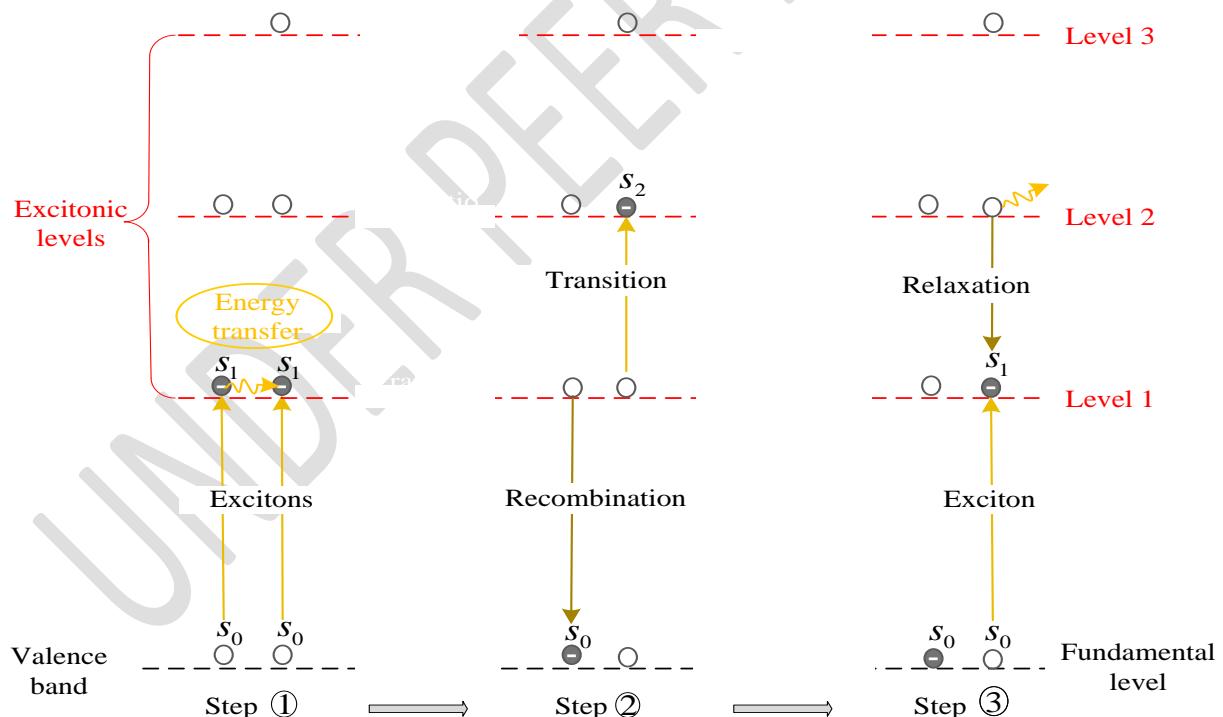 UNDER PEER
Level 3
Excitonic
levels
s2
Level 2
Transition
Relaxation
Energy
transfer
s1 s1
s1
Level 1
Excitons
Recombination
Exciton
s0 s0
s0
s0 s0
Valence
band
Fundamental
level
Step ①
Step ②
Step ③